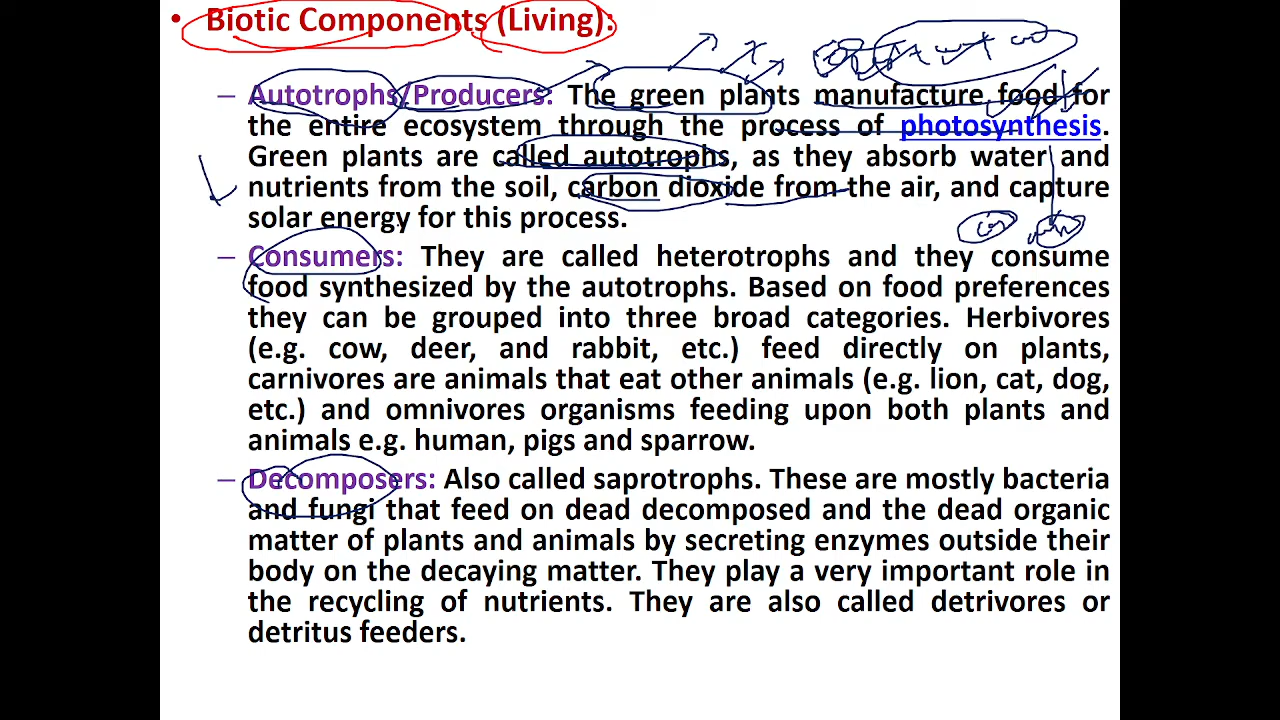 • Biotic Components (Living):
– Autotrophs/Producers: The green plants manufacture food for
the entire ecosystem through the process of photosynthesis.
Green plants are called autotrophs, as they absorb water and
nutrients from the soil, carbon dioxide from the air, and capture
solar energy for this process.
– Consumers: They are called heterotrophs and they consume
food synthesized by the autotrophs. Based on food preferences
they can be grouped into three broad categories. Herbivores
(e.g. cow, deer, and rabbit, etc.) feed directly on plants,
carnivores are animals that eat other animals (e.g. lion, cat, dog,
etc.) and omnivores organisms feeding upon both plants and
animals e.g. human, pigs and sparrow.
– Decomposers: Also called saprotrophs. These are mostly bacteria
and fungi that feed on dead decomposed and the dead organic
matter of plants and animals by secreting enzymes outside their
body on the decaying matter. They play a very important role in
the recycling of nutrients. They are also called detrivores or
detritus feeders.